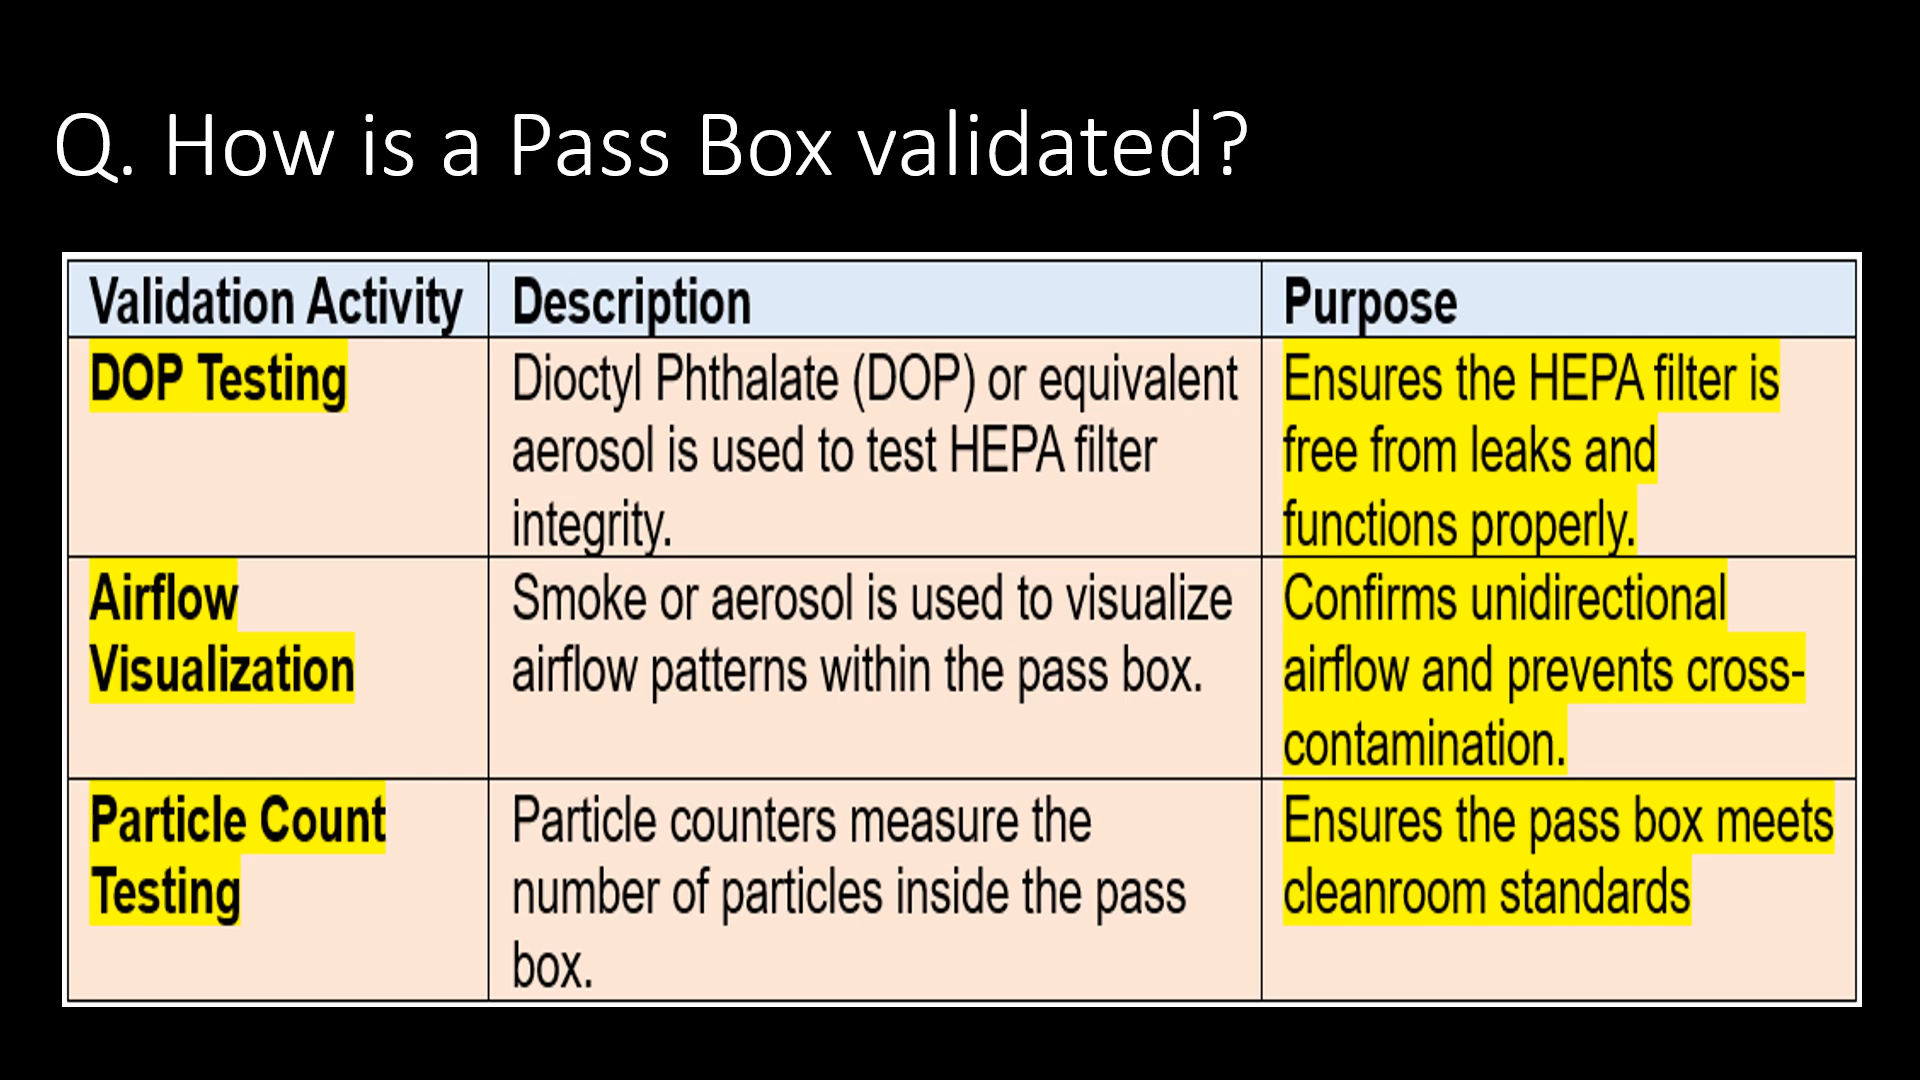 Q. How is a Pass Box validated?
Validation Activity
Description
Purpose
DOP Testing
Dioctyl Phthalate (DOP) or equivalent
aerosol is used to test HEPA filter
integrity.
Ensures the HEPA filter is
free from leaks and
functions properly.
Airflow
Visualization
Smoke or aerosol is used to visualize
airflow patterns within the pass box.
Confirms unidirectional
airflow and prevents cross-
contamination.
Particle Count
Testing
Particle counters measure the
number of particles inside the pass
box.
Ensures the pass box meets
cleanroom standards